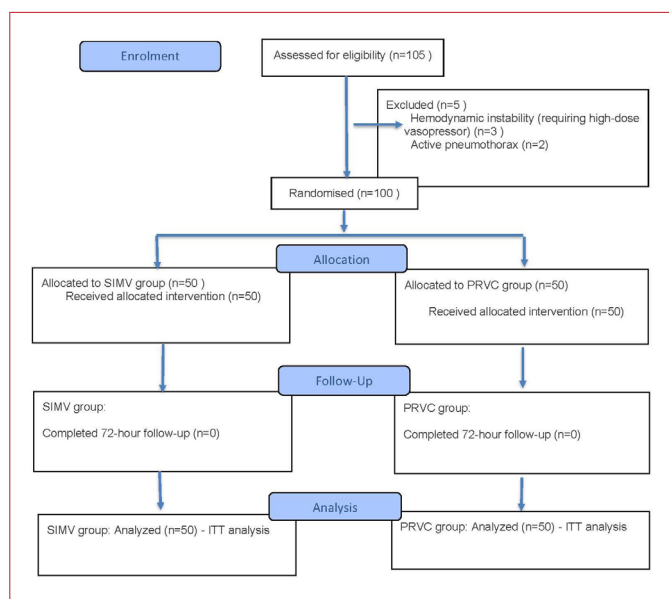 Enrolment
Assessed for eligibility (n=105)
Excluded (n=5 )
Hemodynamic instability (requiring high-dose
vasopressor) (n=3 )
Active pneumothorax (n=2)
Randomised (n=100 )
Allocation
Allocated to SIMV group (n=50 )
Received allocated intervention (n=50)
Allocated to PRVC group (n=50)
Received allocated intervention (n=50)
Follow-Up
SIMV group:
Completed 72-hour follow-up (n=0)
PRVC group:
Completed 72-hour follow-up (n=0)
Analysis
SIMV group: Analyzed (n=50) - ITT analysis
PRVC group: Analyzed (n=50) - ITT analysis